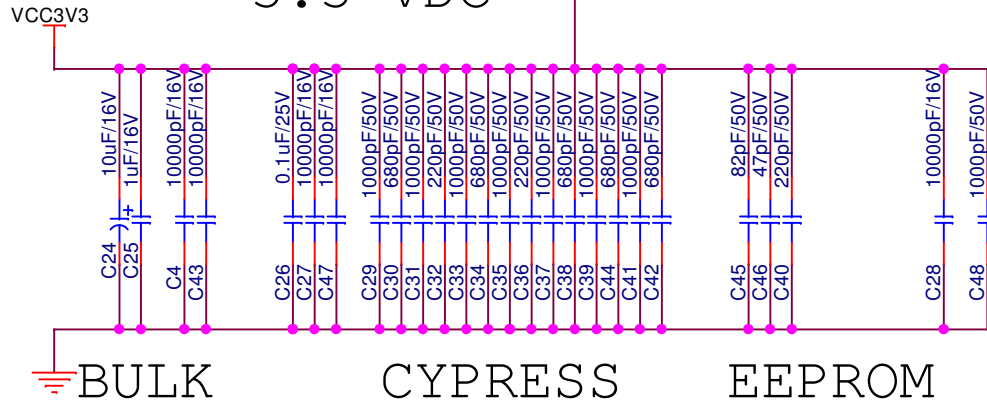 3.3 VDC
VCC3V3
10uF/16V
1uF/16V
10000pF/16V
10000pF/16V
0.1uF/25V
10000pF/16V
10000pF/16V
1000pF/50V
680pF/50V
1000pF/50V
220pF/50V
1000pF/50V
680pF/50V
1000pF/50V
220pF/50V
1000pF/50V
680pF/50V
1000pF/50V
680pF/50V
1000pF/50V
680pF/50V
82pF/50V
47pF/50V
220pF/50V
10000pF/16V
1000pF/50V
+
C24
C25
C4
C43
C26
C27
C47
C29
C30
C31
C32
C33
C34
C35
C36
C37
C38
C39
C44
C41
C42
C45
C46
C40
C28
C48
BULK
CYPRESS
EEPROM